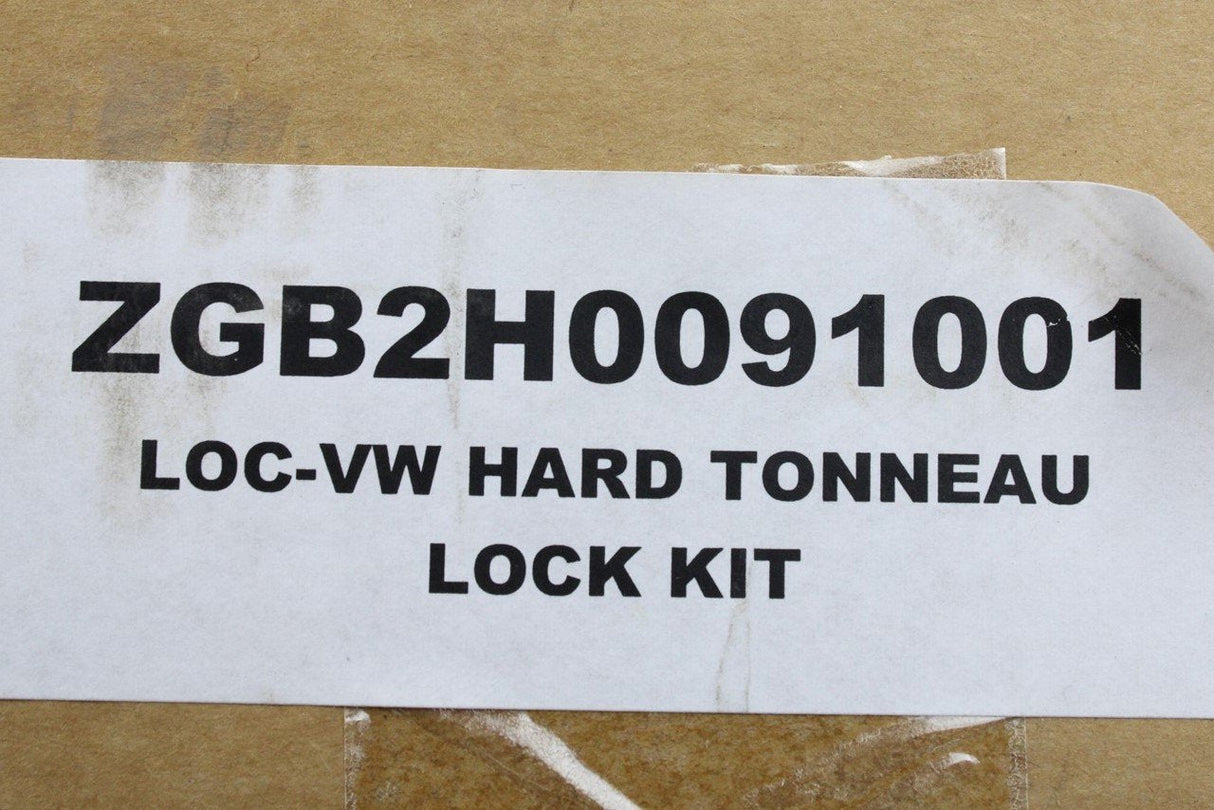 ZGB2H0091001
LOC-VW HARD TONNEAU
LOCK KIT